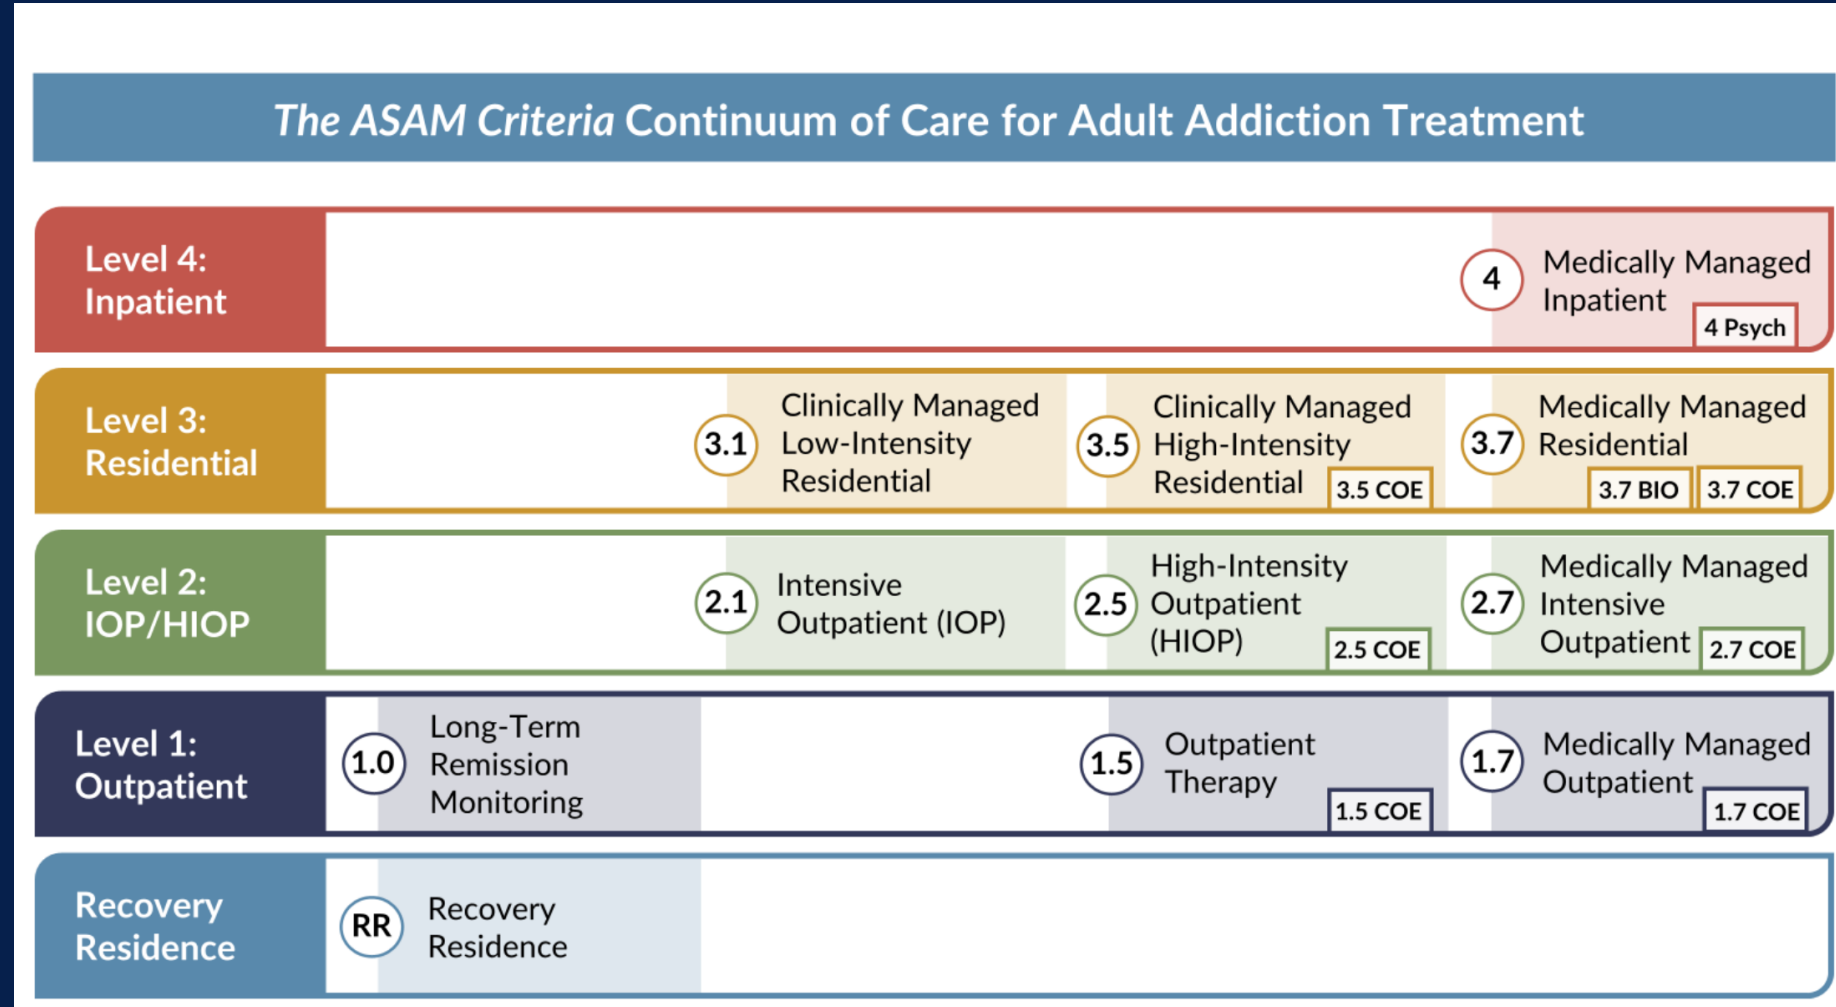 The ASAM Criteria Continuum of Care for Adult Addiction Treatment
Level 4:
Inpatient
4
Medically Managed
Inpatient
4 Psych
Level 3:
Residential
3.1
Clinically Managed
Low-Intensity
Residential
3.5
Clinically Managed
High-Intensity
Residential
3.5 COE
3.7
Medically Managed
Residential
3.7 BIO
3.7 COE
Level 2:
IOP/HIOP
2.1
Intensive
Outpatient (IOP)
2.5
High-Intensity
Outpatient
(HIOP)
2.5 COE
2.7
Medically Managed
Intensive
Outpatient
2.7 COE
Level 1:
Outpatient
1.0
Long-Term
Remission
Monitoring
1.5
Outpatient
Therapy
1.5 COE
1.7
Medically Managed
Outpatient
1.7 COE
Recovery
Residence
RR
Recovery
Residence